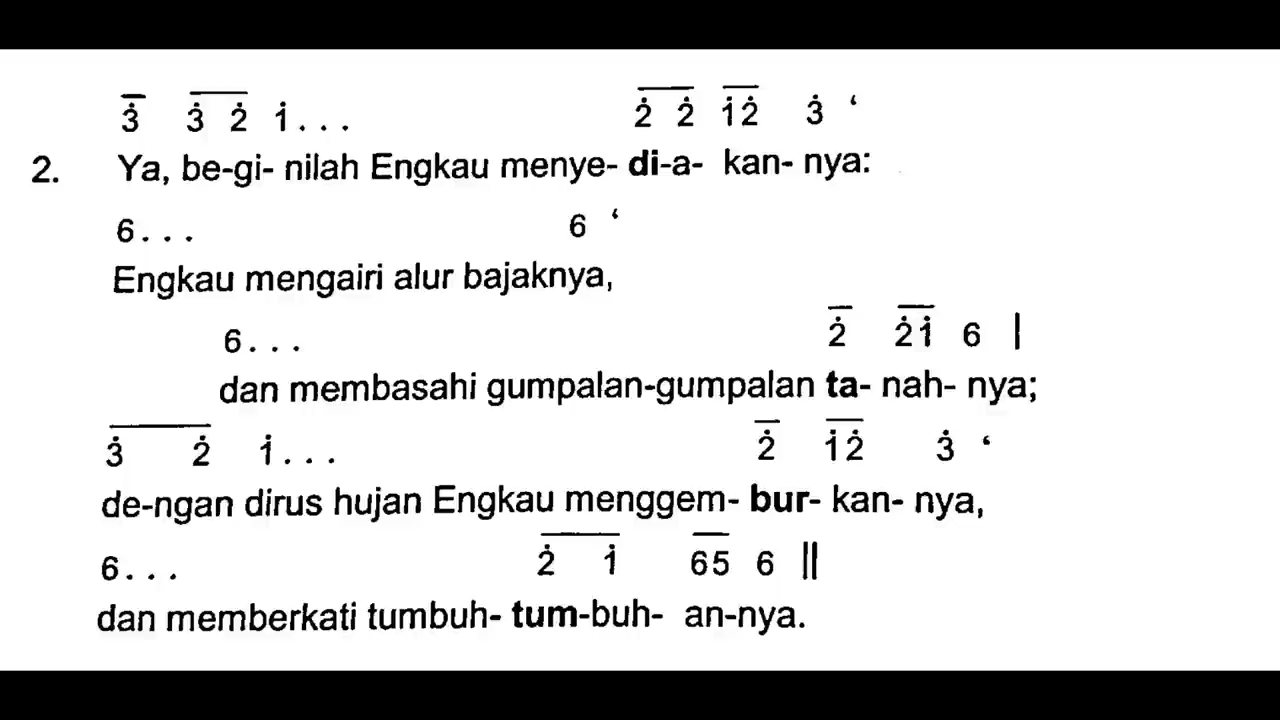 3̇ 3̇ 2̇ 1̇... 2̇ 2̇ 1̇2̇ 3̇ ‘
2. Ya, be-gi- nilah Engkau menye- di-a- kan- nya:
6... 6 ‘
Engkau mengairi alur bajaknya,
6... 2̇ 2̇1̇ 6 |
dan membasahi gumpalan-gumpalan ta- nah- nya;
3̇ 2̇ 1̇... 2̇ 1̇2̇ 3̇ ‘
de-ngan dirus hujan Engkau menggem- bur- kan- nya,
6... 2̇ 1̇ 65 6 ||
dan memberkati tumbuh- tum-buh- an-nya.